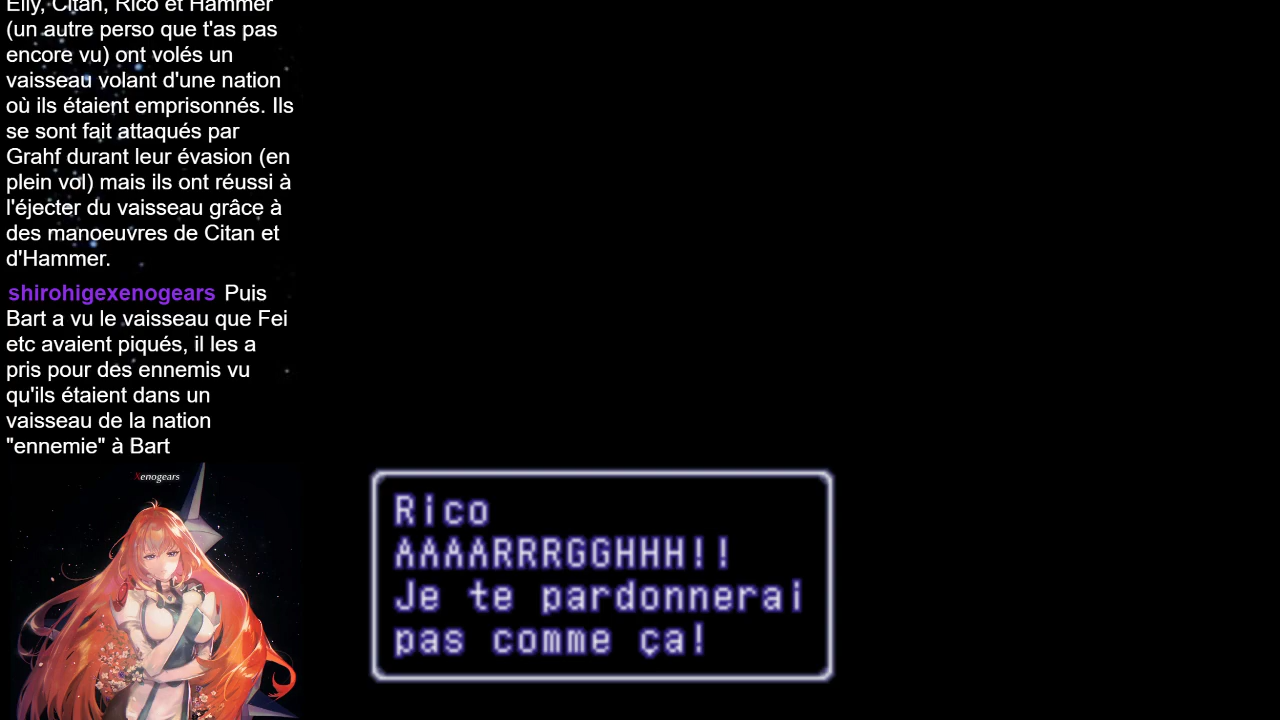 Elly, Citan, Rico et Hammer
(un autre perso que t'as pas
encore vu) ont volés un
vaisseau volant d'une nation
où ils étaient emprisonnés. Ils
se sont fait attaqués par
Grahf durant leur évasion (en
plein vol) mais ils ont réussi à
l'éjecter du vaisseau grâce à
des manoeuvres de Citan et
d'Hammer.
shirohigexenogears Puis
Bart a vu le vaisseau que Fei
etc avaient piqués, il les a
pris pour des ennemis vu
qu'ils étaient dans un
vaisseau de la nation
"ennemie" à Bart
Xenogears
Rico
AAAARRRGGHHH!!
Je te pardonnerai
pas comme ça!